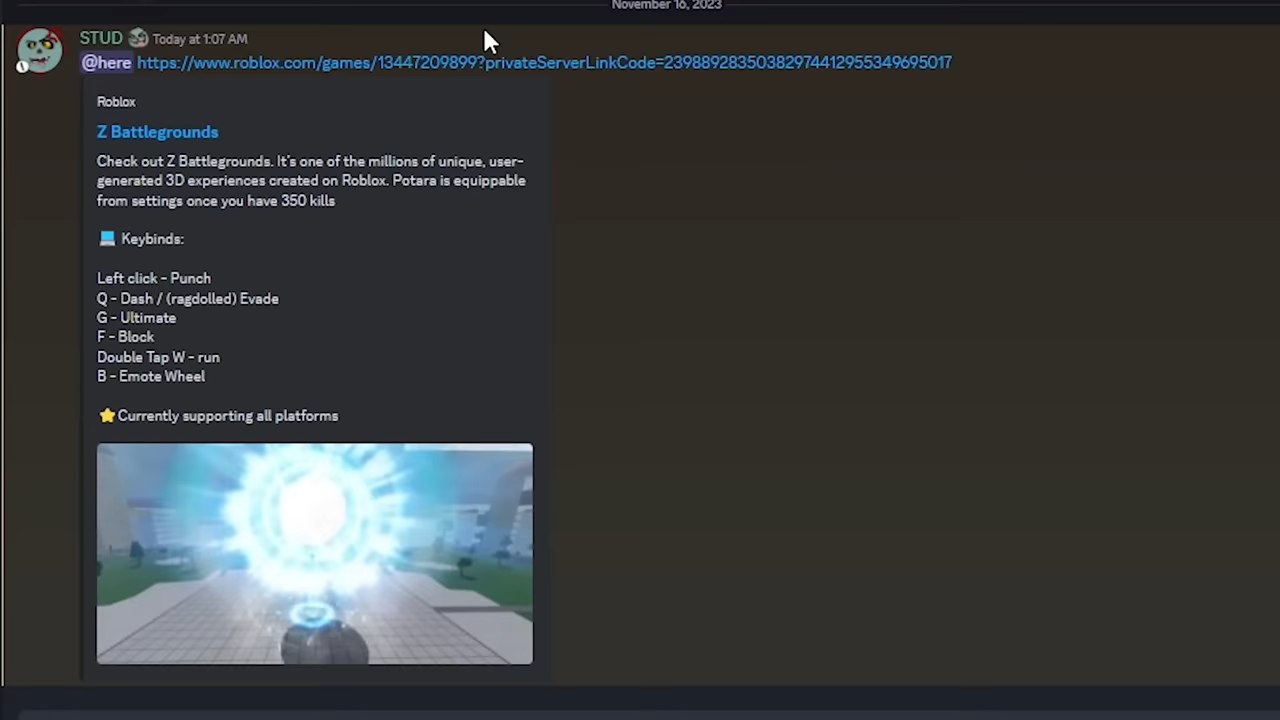 November 16, 2023
STUD Today at 1:07 AM
@here https://www.roblox.com/games/13447209899?privateServerLinkCode=23988928350382974412955349695017
Roblox
Z Battlegrounds
Check out Z Battlegrounds. It's one of the millions of unique, user-
generated 3D experiences created on Roblox. Potara is equippable
from settings once you have 350 kills
Keybinds:
Left click - Punch
Q - Dash / (ragdolled) Evade
G - Ultimate
F - Block
Double Tap W - run
B - Emote Wheel
Currently supporting all platforms